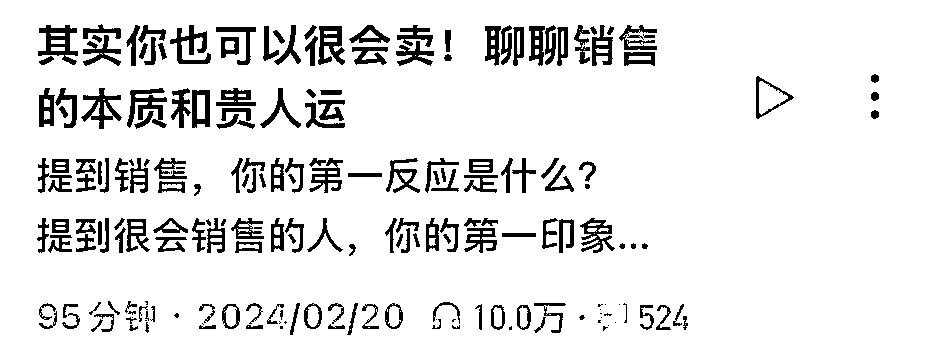 其实你也可以很会卖！聊聊销售
的本质和贵人运
提到销售，你的第一反应是什么?
提到很会销售的人，你的第一印象...
95分钟 · 2024/02/20 10.0万 · 524